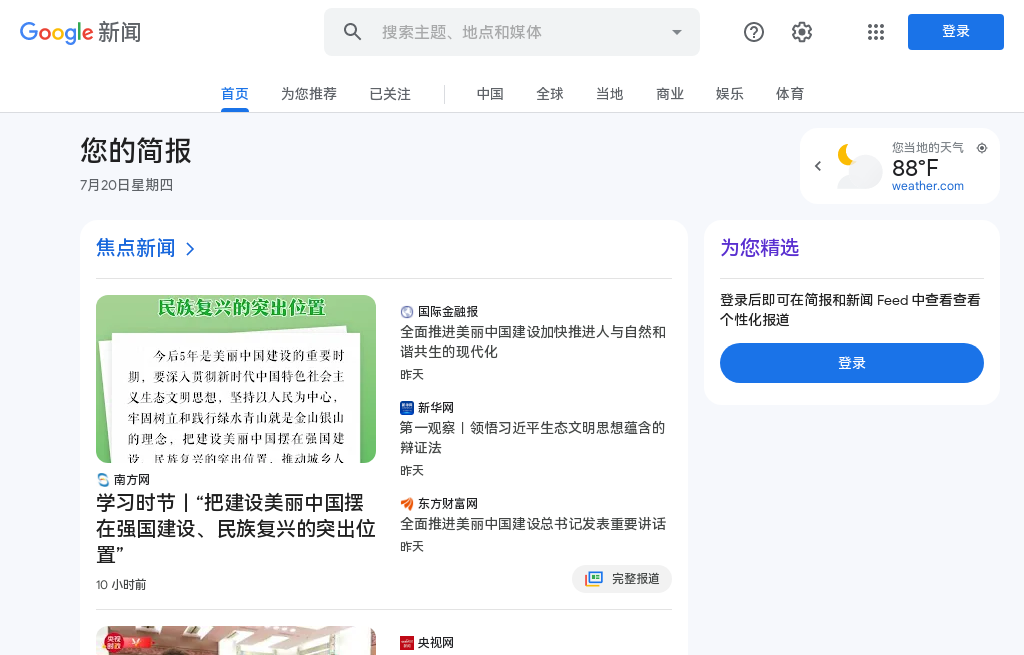 Google 新闻
搜索主题、地点和媒体
登录
首页
为您推荐
已关注
中国
全球
当地
商业
娱乐
体育
您的简报
7月20日星期四
您当地的天气
88°F
weather.com
焦点新闻
民族复兴的突出位置
今后5年是美丽中国建设的重要时
期，要深入贯彻新时代中国特色社会主
义生态文明思想，坚持以人民为中心，
牢固树立和践行绿水青山就是金山银山
的理念，把建设美丽中国摆在强国建
设、民族复兴的突出位置，推动城乡人
南方网
学习时节丨“把建设美丽中国摆
在强国建设、民族复兴的突出位
置”
10 小时前
国际金融报
全面推进美丽中国建设加快推进人与自然和
谐共生的现代化
昨天
新华网
第一观察丨领悟习近平生态文明思想蕴含的
辩证法
昨天
东方财富网
全面推进美丽中国建设总书记发表重要讲话
昨天
完整报道
央视
时政
央视网
为您精选
登录后即可在简报和新闻 Feed 中查看查看
个性化报道
登录